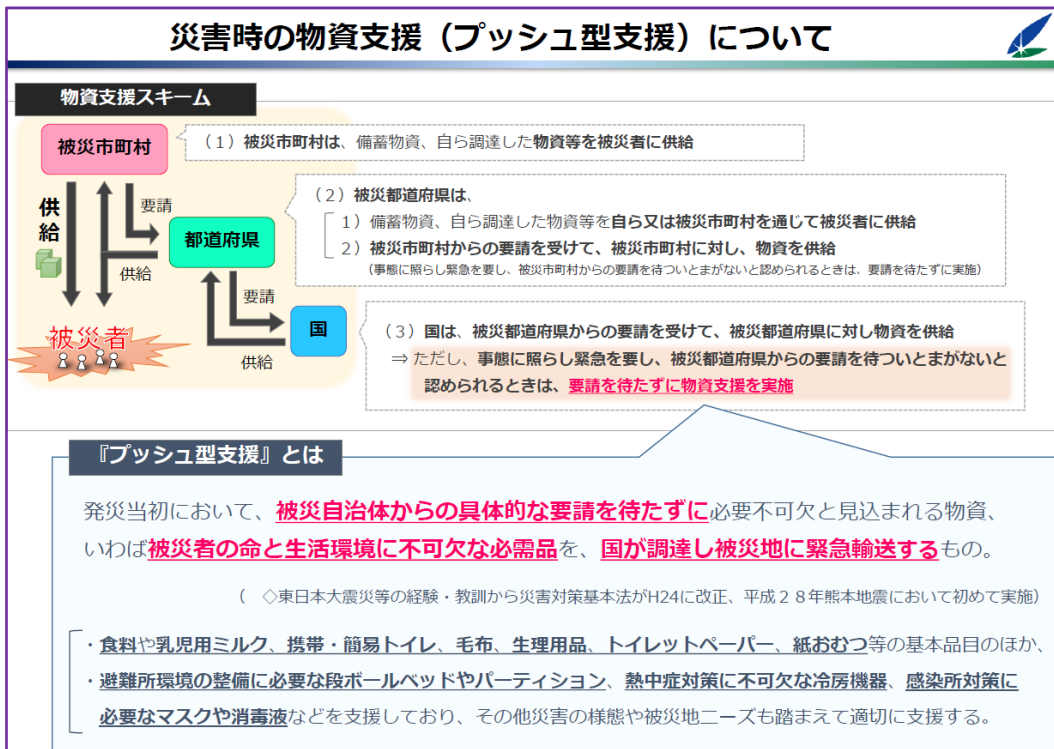 災害時の物資支援（プッシュ型支援）について
物資支援スキーム
被災市町村
（1）被災市町村は、備蓄物資、自ら調達した物資等を被災者に供給
供給
要請
都道府県
供給
（2）被災都道府県は、
1）備蓄物資、自ら調達した物資等を自ら又は被災市町村を通じて被災者に供給
2）被災市町村からの要請を受けて、被災市町村に対し、物資を供給
（事態に照らし緊急を要し、被災市町村からの要請を待ついとまがないと認められるときは、要請を待たずに実施）
要請
国
供給
被災者
（3）国は、被災都道府県からの要請を受けて、被災都道府県に対し物資を供給
⇒ただし、事態に照らし緊急を要し、被災都道府県からの要請を待ついとまがないと
認められるときは、要請を待たずに物資支援を実施
『プッシュ型支援』とは
発災当初において、被災自治体からの具体的な要請を待たずに必要不可欠と見込まれる物資、
いわば被災者の命と生活環境に不可欠な必需品を、国が調達し被災地に緊急輸送するもの。
（　◇東日本大震災等の経験・教訓から災害対策基本法がH24に改正、平成２８年熊本地震において初めて実施）
・食料や乳児用ミルク、携帯・簡易トイレ、毛布、生理用品、トイレットペーパー、紙おむつ等の基本品目のほか、
・避難所環境の整備に必要な段ボールベッドやパーティション、熱中症対策に不可欠な冷房機器、感染所対策に
必要なマスクや消毒液などを支援しており、その他災害の様態や被災地ニーズも踏まえて適切に支援する。